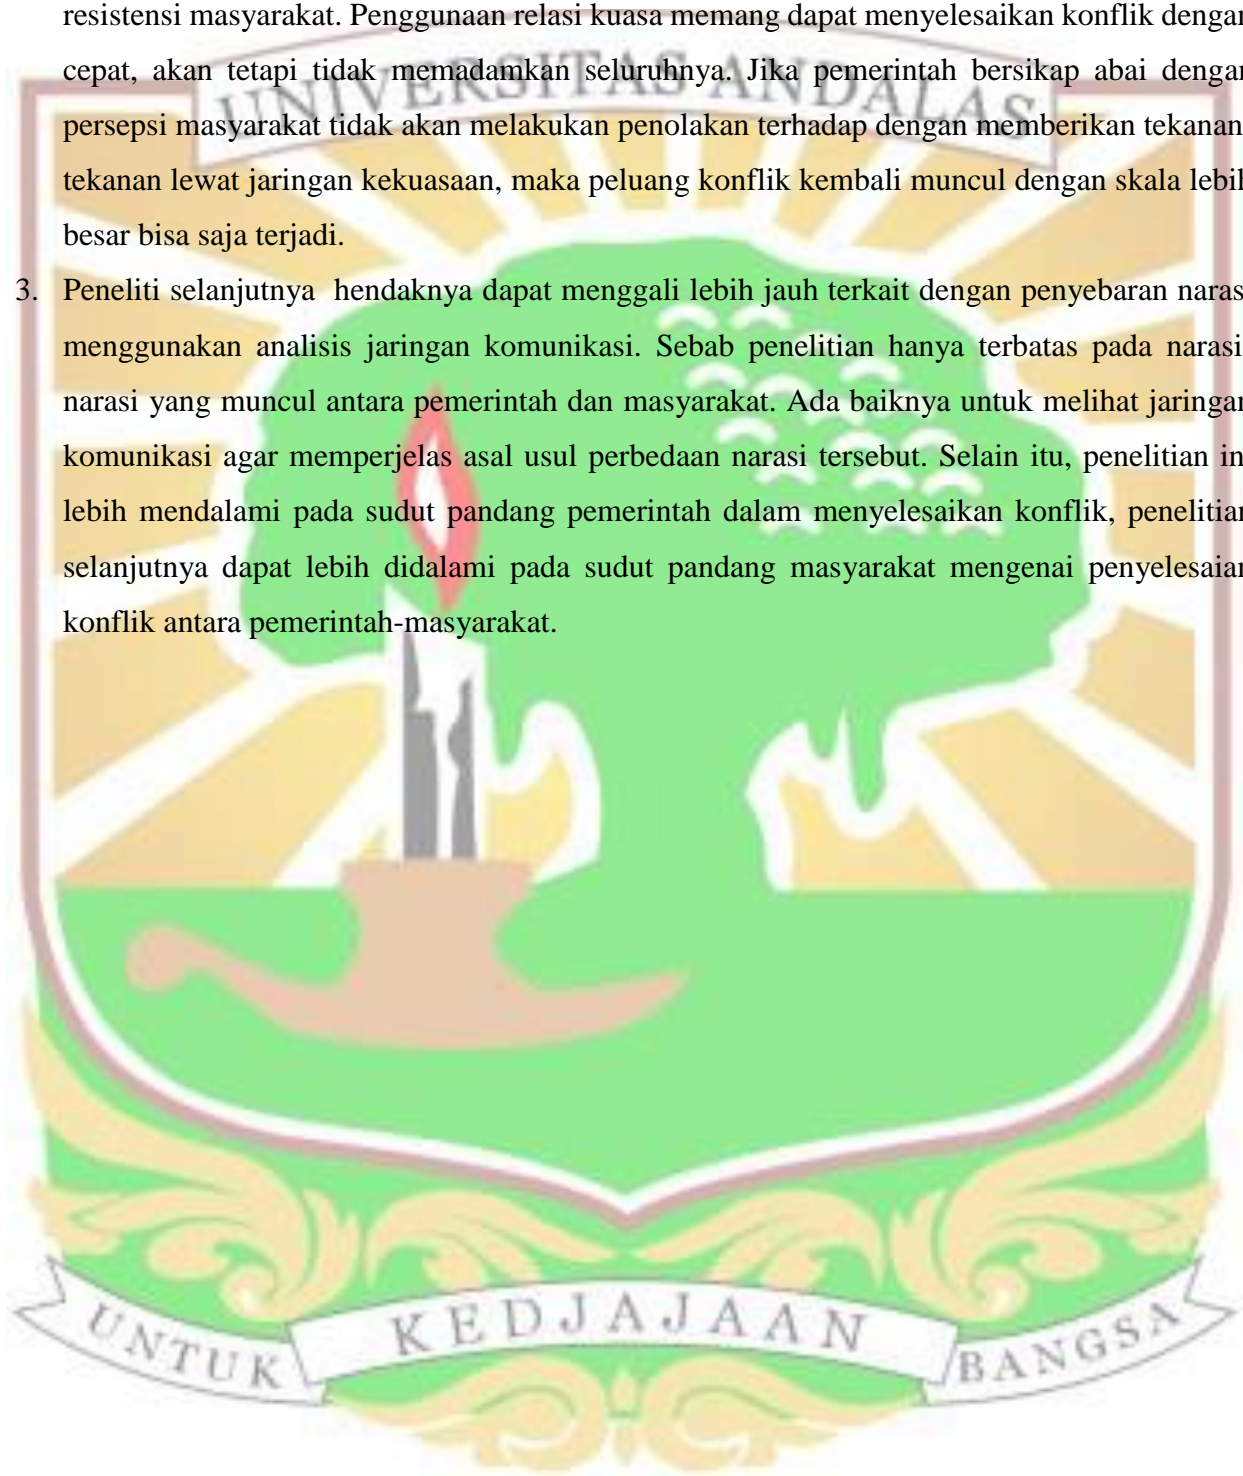 resistensi masyarakat. Penggunaan relasi kuasa memang dapat menyelesaikan konflik dengan
UNIVERSITAS ANDALAS
cepat, akan tetapi tidak memadamkan seluruhnya. Jika pemerintah bersikap abai dengan
persepsi masyarakat tidak akan melakukan penolakan terhadap dengan memberikan tekanan
tekanan lewat jaringan kekuasaan, maka peluang konflik kembali muncul dengan skala lebih
besar bisa saja terjadi.
3. Peneliti selanjutnya hendaknya dapat menggali lebih jauh terkait dengan penyebaran naras
menggunakan analisis jaringan komunikasi. Sebab penelitian hanya terbatas pada narasi
narasi yang muncul antara pemerintah dan masyarakat. Ada baiknya untuk melihat jaringan
komunikasi agar memperjelas asal usul perbedaan narasi tersebut. Selain itu, penelitian in
lebih mendalami pada sudut pandang pemerintah dalam menyelesaikan konflik, penelitian
selanjutnya dapat lebih didalami pada sudut pandang masyarakat mengenai penyelesaian
konflik antara pemerintah-masyarakat.
UNTUK KEDJAJAAN BANGSA